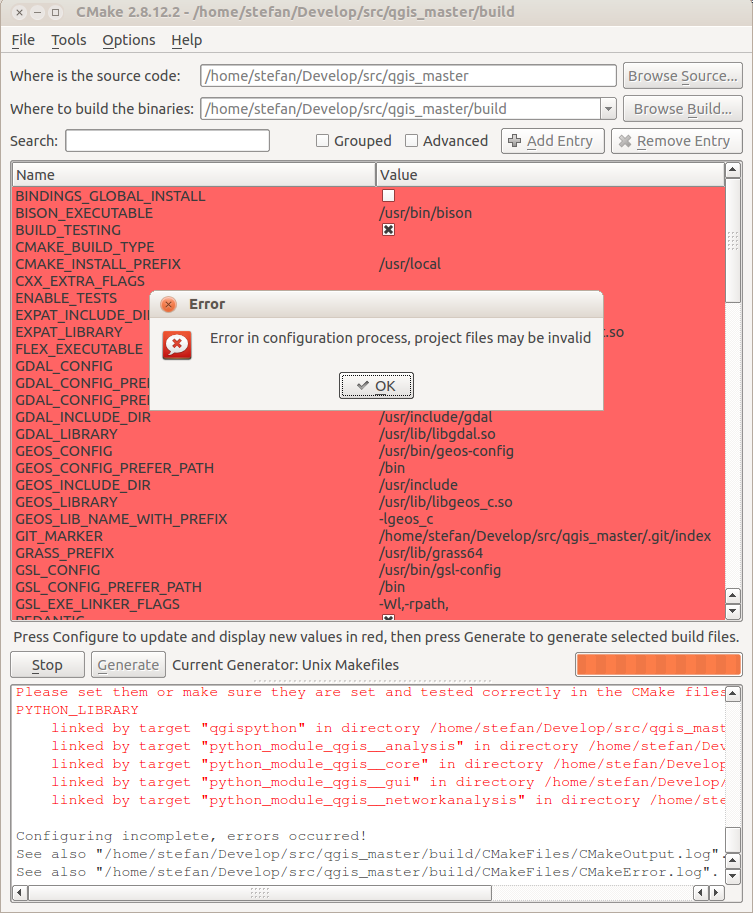 CMake 2.8.12.2 - /home/stefan/Develop/src/qgis_master/build
File Tools Options Help
Where is the source code: /home/stefan/Develop/src/qgis_master Browse Source...
Where to build the binaries: /home/stefan/Develop/src/qgis_master/build Browse Build...
Search: Grouped Advanced Add Entry Remove Entry
Name Value
BINDINGS_GLOBAL_INSTALL
BISON_EXECUTABLE /usr/bin/bison
BUILD_TESTING
CMAKE_BUILD_TYPE
CMAKE_INSTALL_PREFIX /usr/local
CXX_EXTRA_FLAGS
ENABLE_TESTS
EXPAT_INCLUDE_DI
EXPAT_LIBRARY .so
FLEX_EXECUTABLE
GDAL_CONFIG
GDAL_CONFIG_PREF
GDAL_CONFIG_PREF
Error
Error in configuration process, project files may be invalid
OK
GDAL_INCLUDE_DIR /usr/include/gdal
GDAL_LIBRARY /usr/lib/libgdal.so
GEOS_CONFIG /usr/bin/geos-config
GEOS_CONFIG_PREFER_PATH /bin
GEOS_INCLUDE_DIR /usr/include
GEOS_LIBRARY /usr/lib/libgeos_c.so
GEOS_LIB_NAME_WITH_PREFIX -lgeos_c
GIT_MARKER /home/stefan/Develop/src/qgis_master/.git/index
GRASS_PREFIX /usr/lib/grass64
GSL_CONFIG /usr/bin/gsl-config
GSL_CONFIG_PREFER_PATH /bin
GSL_EXE_LINKER_FLAGS -Wl,-rpath,
PEDANTIC
Press Configure to update and display new values in red, then press Generate to generate selected build files.
Stop Generate Current Generator: Unix Makefiles
Please set them or make sure they are set and tested correctly in the CMake files
PYTHON_LIBRARY
linked by target "qgispython" in directory /home/stefan/Develop/src/qgis_mast
linked by target "python_module_qgis__analysis" in directory /home/stefan/Dev
linked by target "python_module_qgis__core" in directory /home/stefan/Develop
linked by target "python_module_qgis__gui" in directory /home/stefan/Develop/
linked by target "python_module_qgis__networkanalysis" in directory /home/ste
Configuring incomplete, errors occurred!
See also "/home/stefan/Develop/src/qgis_master/build/CMakeFiles/CMakeOutput.log".
See also "/home/stefan/Develop/src/qgis_master/build/CMakeFiles/CMakeError.log".